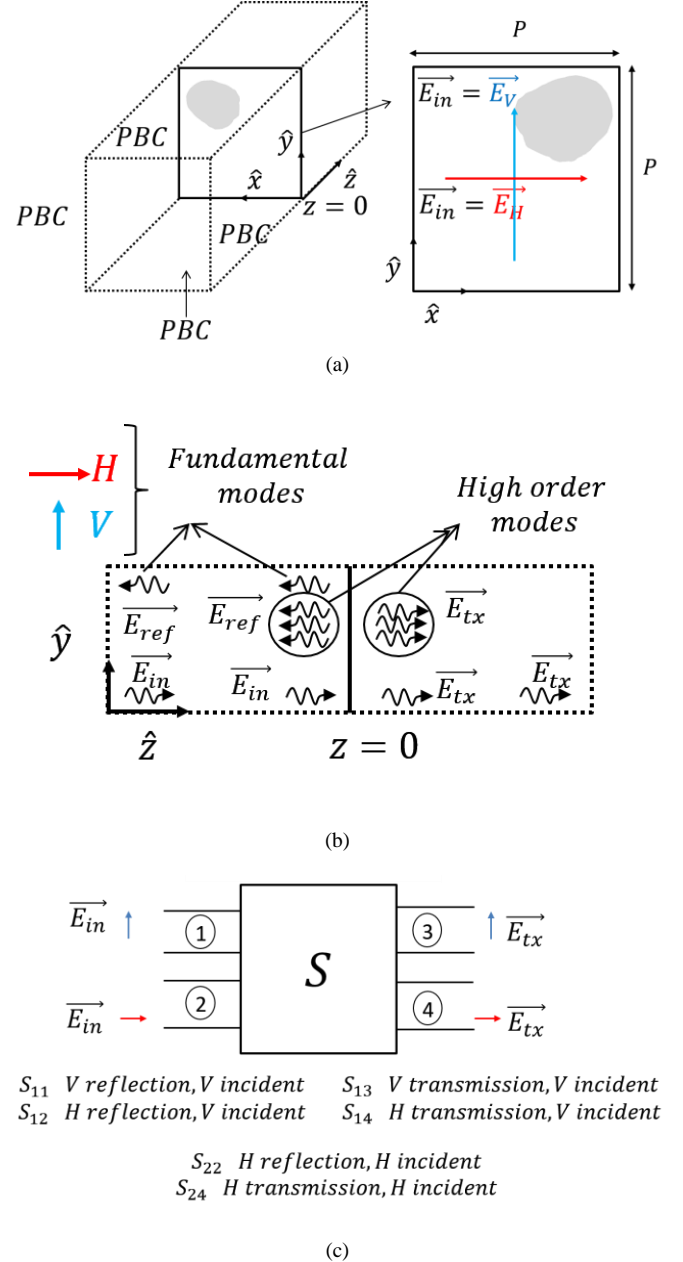 PBC
PBC
PBC
PBC
ŷ
x̂
ẑ
z = 0
P
P
E_in = E_V
E_in = E_H
ŷ
x̂
(a)
H
V
Fundamental
modes
High order
modes
E_ref
E_ref
E_tx
E_in
E_in
E_tx
E_tx
ŷ
ẑ
z = 0
(b)
E_in
1
3
E_tx
S
E_in
2
4
E_tx
S₁₁ V reflection, V incident
S₁₃ V transmission, V incident
S₁₂ H reflection, V incident
S₁₄ H transmission, V incident
S₂₂ H reflection, H incident
S₂₄ H transmission, H incident
(c)